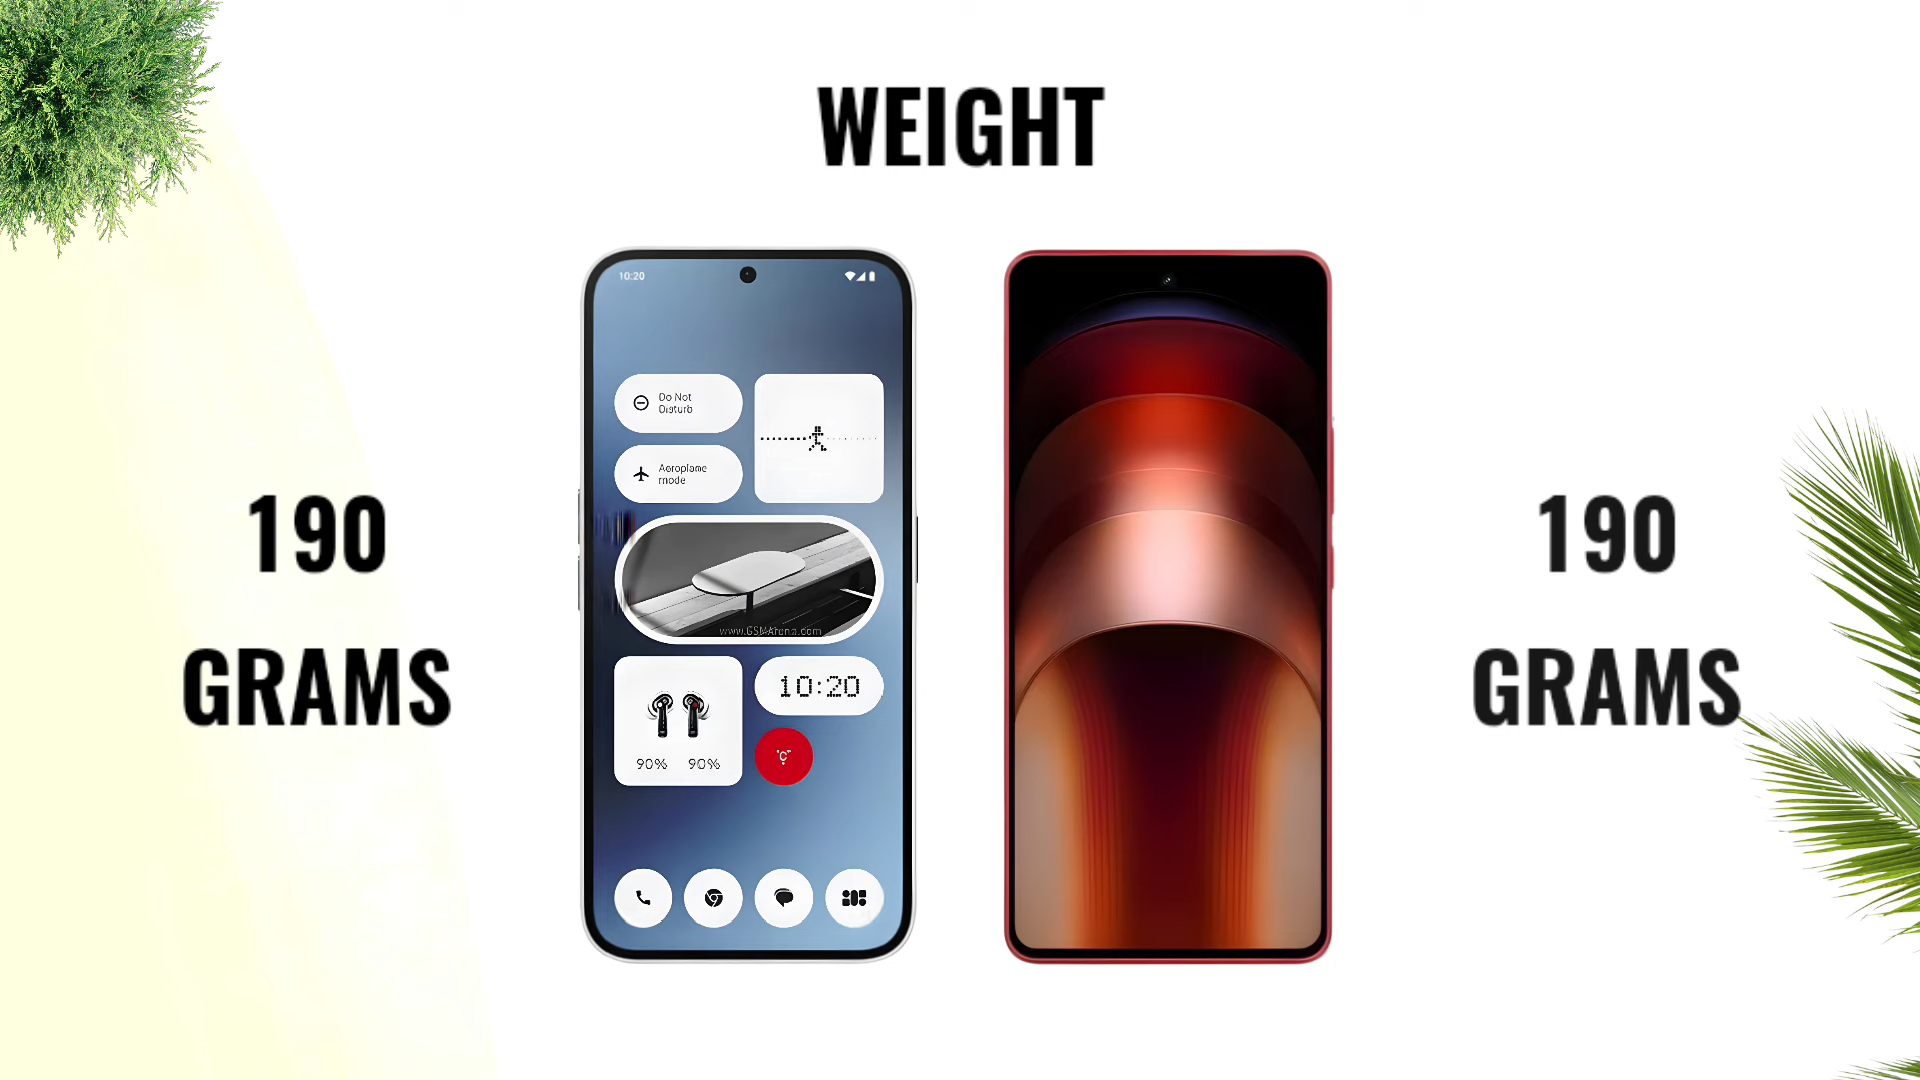 WEIGHT
10:20
Do Not
Disturb
Aeroplane
mode
www.GSMArena.com
10:20
90% 90%
°C
190
GRAMS
190
GRAMS